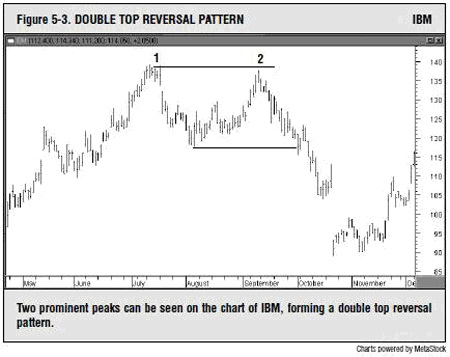 Figure 5-3. DOUBLE TOP REVERSAL PATTERN IBM
1 2
140
135
130
125
120
115
110
105
100
95
90
85
May June July August September October November De
Two prominent peaks can be seen on the chart of IBM, forming a double top reversal
pattern.
Charts powered by MetaStock